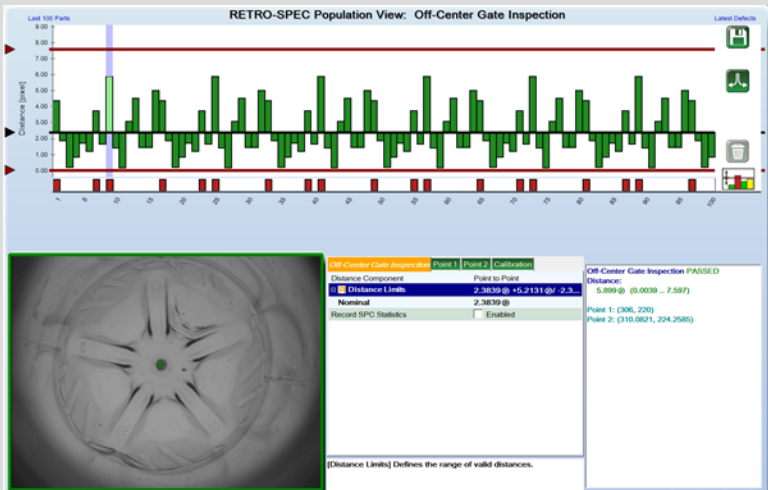 RETRO-SPEC Population View: Off-Center Gate Inspection
Last 100 Parts
Latest Defects
9.00
8.00
7.00
6.00
5.00
4.00
3.00
2.00
1.00
0.00
Distance [pixel]
1 5 10 15 20 25 30 35 40 45 50 55 60 65 70 75 80 85 90 95 100
Off-Center Gate Inspection Point 1 Point 2 Calibration
Distance Component Point to Point
Distance Limits 2.3839 +5.2131 / -2.3...
Nominal 2.3839
Record SPC Statistics Enabled
[Distance Limits] Defines the range of valid distances.
Off-Center Gate Inspection PASSED
Distance:
5.899 (0.0039 .. 7.597)
Point 1: (306, 220)
Point 2: (310.0821, 224.2585)